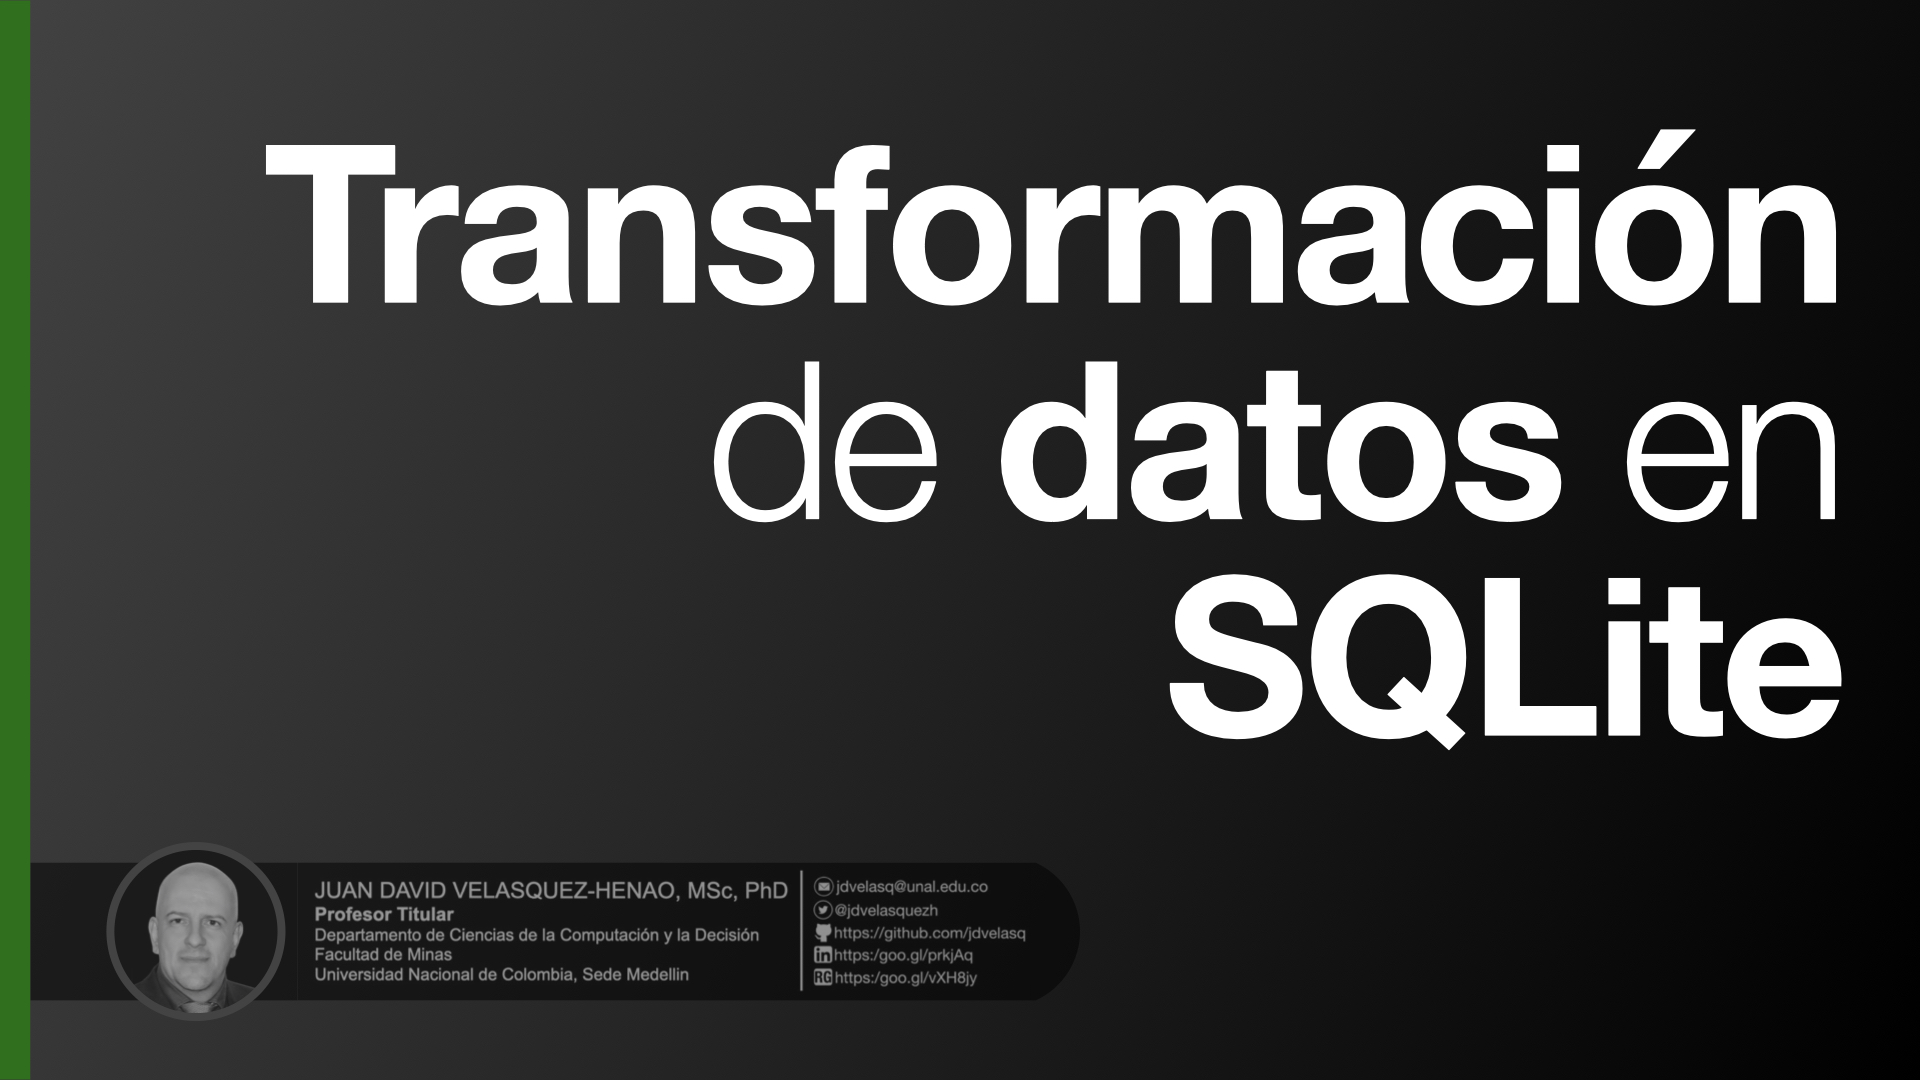 Transformación
de datos en
SQLite
JUAN DAVID VELASQUEZ-HENAO, MSc, PhD
Profesor Titular
Departamento de Ciencias de la Computación y la Decisión
Facultad de Minas
Universidad Nacional de Colombia, Sede Medellin
jdvelasq@unal.edu.co
@jdvelasquezh
https://github.com/jdvelasq
in https:/goo.gl/prkjAq
RG https:/goo.gl/vXH8jy